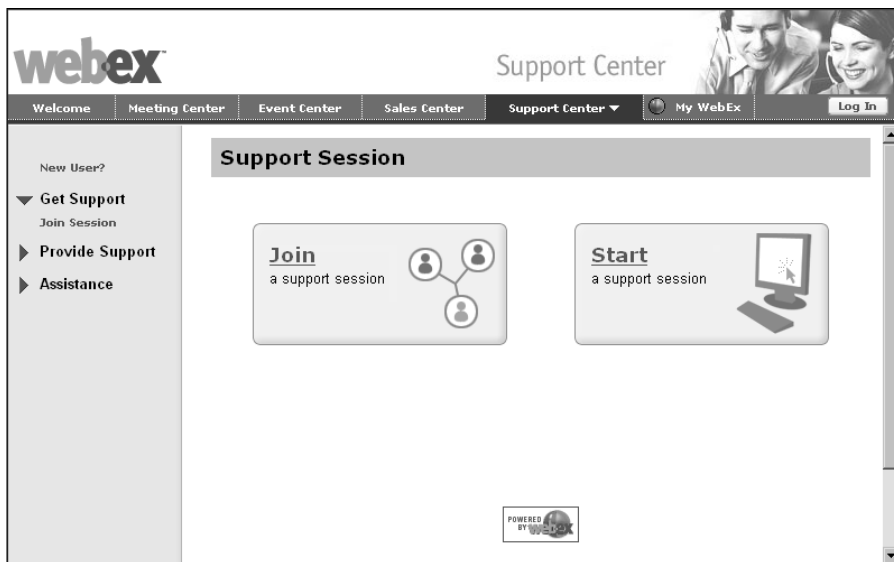 webex™
Support Center
Welcome Meeting Center Event Center Sales Center Support Center ▼ My WebEx Log In
New User?
Get Support
Join Session
Provide Support
Assistance
Support Session
Join
a support session
Start
a support session
POWERED
BY webex